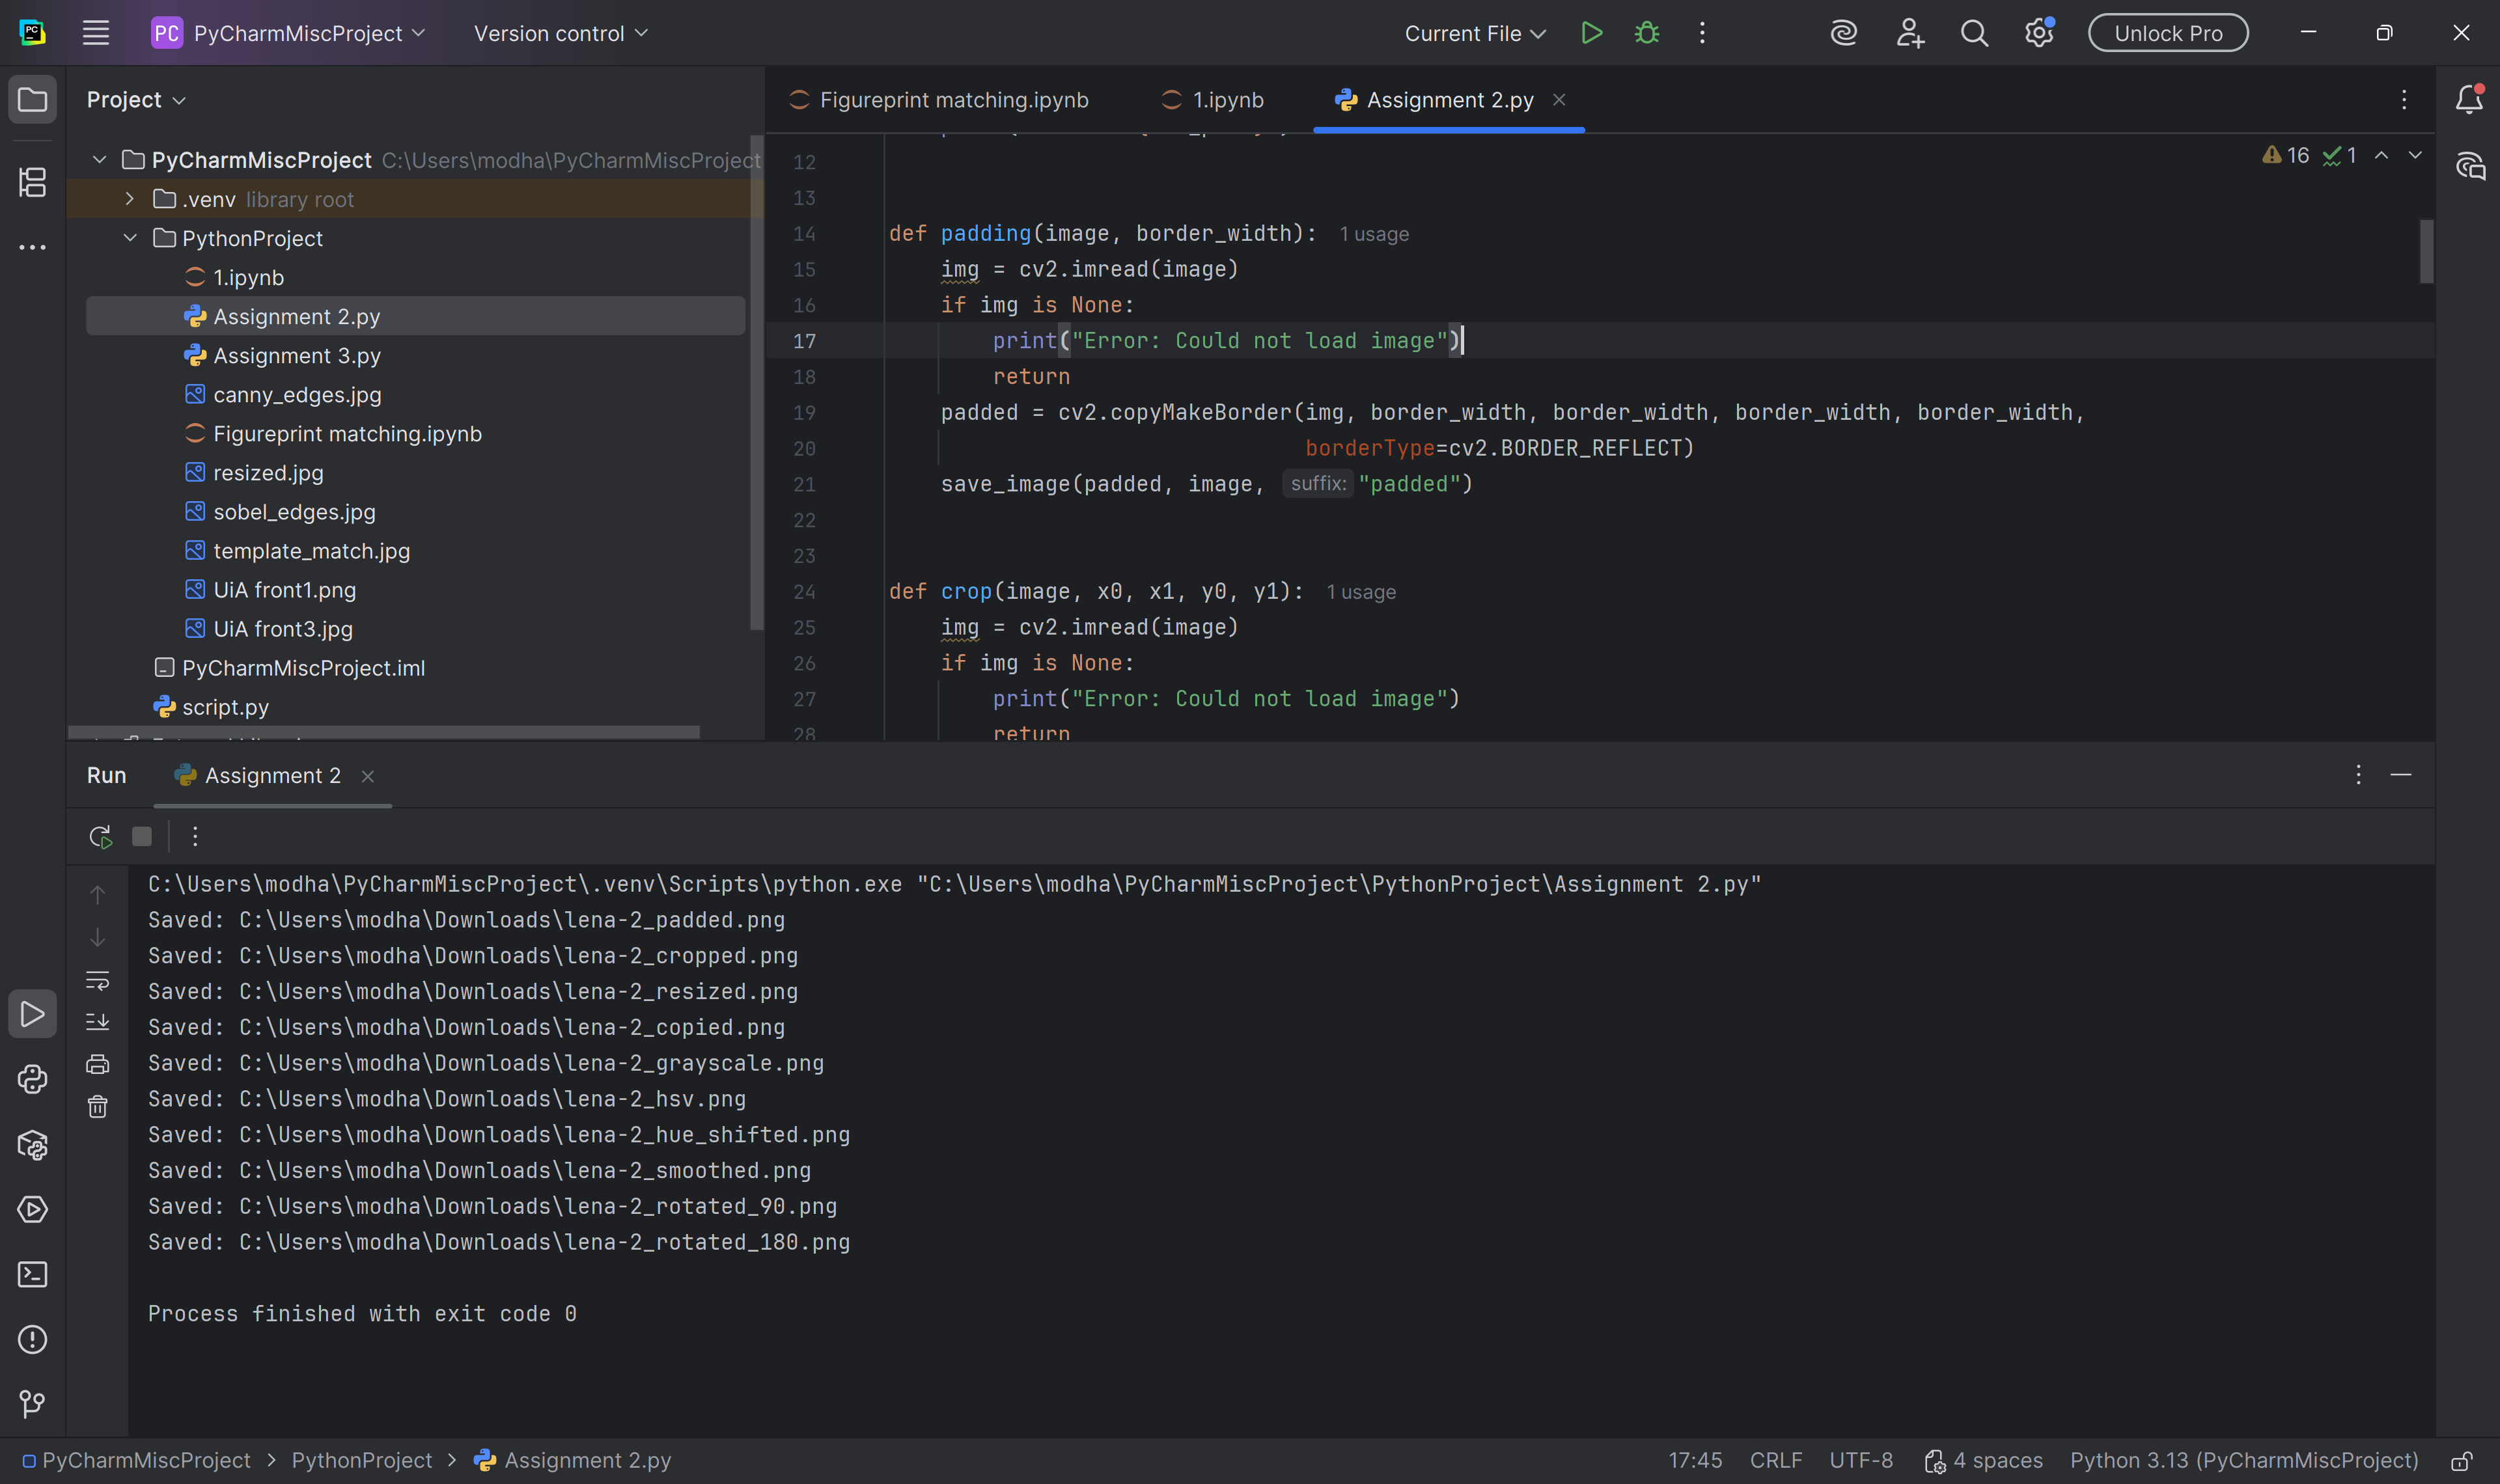 PC PyCharmMiscProject Version control Current File Unlock Pro
Project
PyCharmMiscProject C:\Users\modha\PyCharmMiscProject
.venv library root
PythonProject
1.ipynb
Assignment 2.py
Assignment 3.py
canny_edges.jpg
Figureprint matching.ipynb
resized.jpg
sobel_edges.jpg
template_match.jpg
UiA front1.png
UiA front3.jpg
PyCharmMiscProject.iml
script.py
Figureprint matching.ipynb 1.ipynb Assignment 2.py
16 1
12
13
14 def padding(image, border_width): 1 usage
15 img = cv2.imread(image)
16 if img is None:
17 print("Error: Could not load image")
18 return
19 padded = cv2.copyMakeBorder(img, border_width, border_width, border_width, border_width,
20 borderType=cv2.BORDER_REFLECT)
21 save_image(padded, image, suffix: "padded")
22
23
24 def crop(image, x0, x1, y0, y1): 1 usage
25 img = cv2.imread(image)
26 if img is None:
27 print("Error: Could not load image")
28 return
Run Assignment 2
C:\Users\modha\PyCharmMiscProject\.venv\Scripts\python.exe "C:\Users\modha\PyCharmMiscProject\PythonProject\Assignment 2.py"
Saved: C:\Users\modha\Downloads\lena-2_padded.png
Saved: C:\Users\modha\Downloads\lena-2_cropped.png
Saved: C:\Users\modha\Downloads\lena-2_resized.png
Saved: C:\Users\modha\Downloads\lena-2_copied.png
Saved: C:\Users\modha\Downloads\lena-2_grayscale.png
Saved: C:\Users\modha\Downloads\lena-2_hsv.png
Saved: C:\Users\modha\Downloads\lena-2_hue_shifted.png
Saved: C:\Users\modha\Downloads\lena-2_smoothed.png
Saved: C:\Users\modha\Downloads\lena-2_rotated_90.png
Saved: C:\Users\modha\Downloads\lena-2_rotated_180.png
Process finished with exit code 0
PyCharmMiscProject > PythonProject > Assignment 2.py 17:45 CRLF UTF-8 4 spaces Python 3.13 (PyCharmMiscProject)